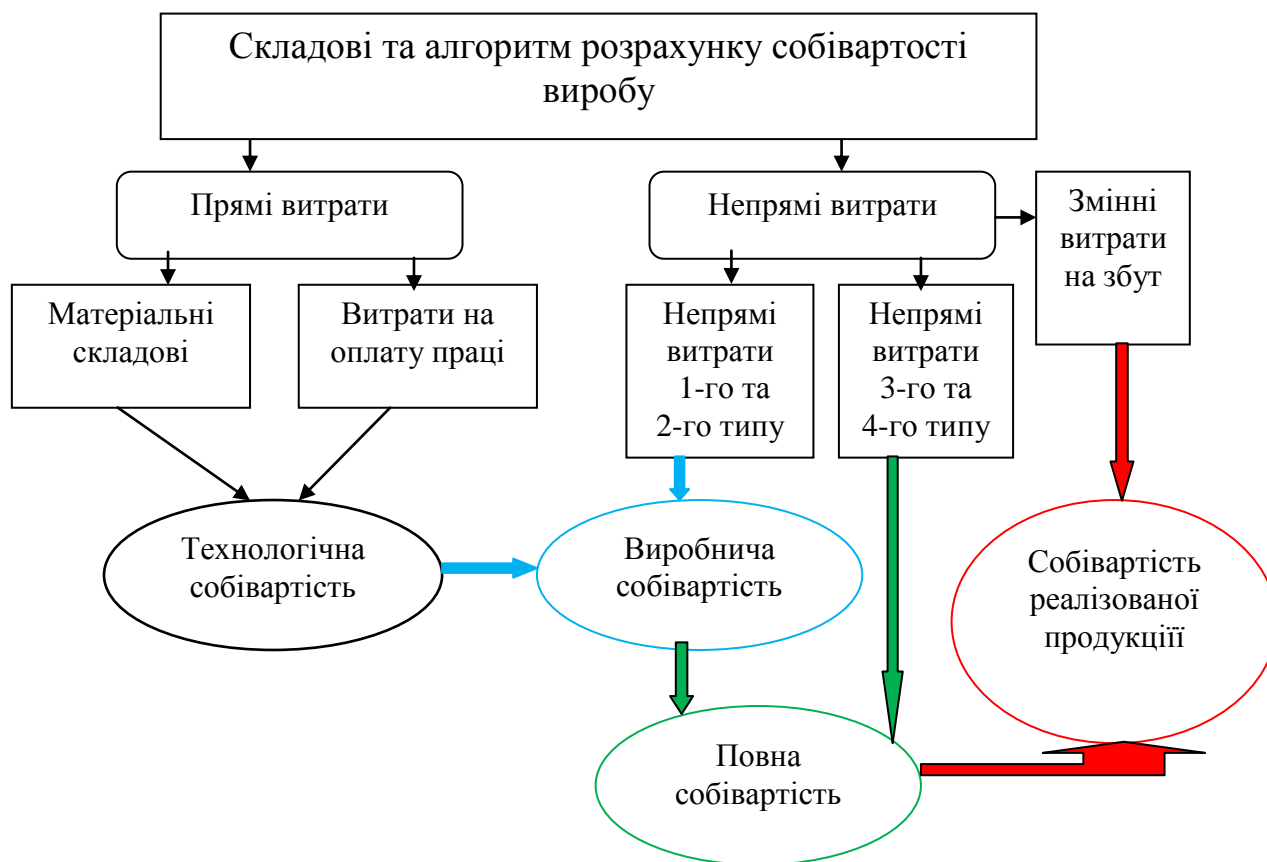 Складові та алгоритм розрахунку собівартості
виробу
Прямі витрати
Непрямі витрати
Змінні
витрати
на збут
Матеріальні
складові
Витрати на
оплату праці
Непрямі
витрати
1-го та
2-го типу
Непрямі
витрати
3-го та
4-го типу
Технологічна
собівартість
Виробнича
собівартість
Собівартість
реалізованої
продукціїї
Повна
собівартість